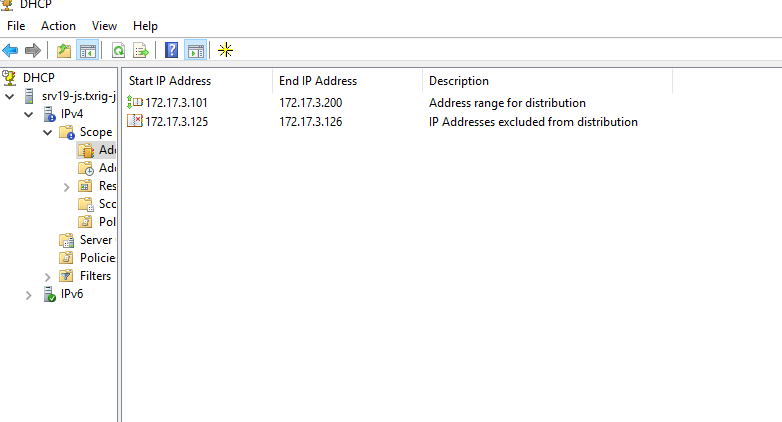 DHCP
File Action View Help
DHCP
srv19-js.txrig-j
IPv4
Scope
Add
Add
Res
Sco
Pol
Server
Policie
Filters
IPv6
Start IP Address End IP Address Description
172.17.3.101 172.17.3.200 Address range for distribution
172.17.3.125 172.17.3.126 IP Addresses excluded from distribution